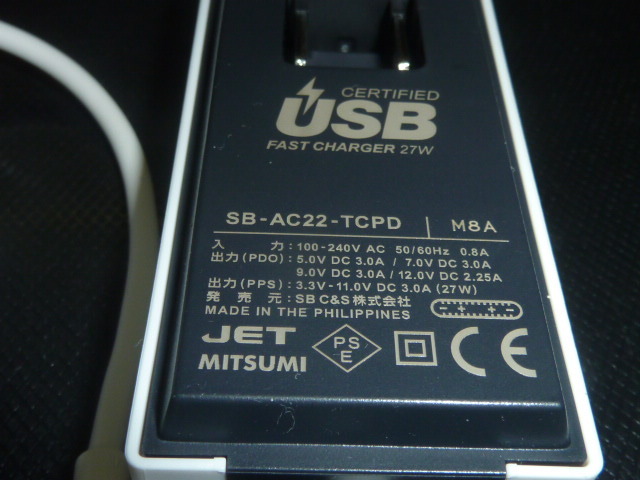 CERTIFIED
USB
FAST CHARGER 27W
SB-AC22-TCPD M8A
入 力 : 100-240V AC 50/60Hz 0.8A
出力 (PDO) : 5.0V DC 3.0A / 7.0V DC 3.0A
9.0V DC 3.0A / 12.0V DC 2.25A
出力 (PPS) : 3.3V-11.0V DC 3.0A (27W)
発 売 元 : SB C&S株式会社
MADE IN THE PHILIPPINES
JET
MITSUMI
PS
E
CE